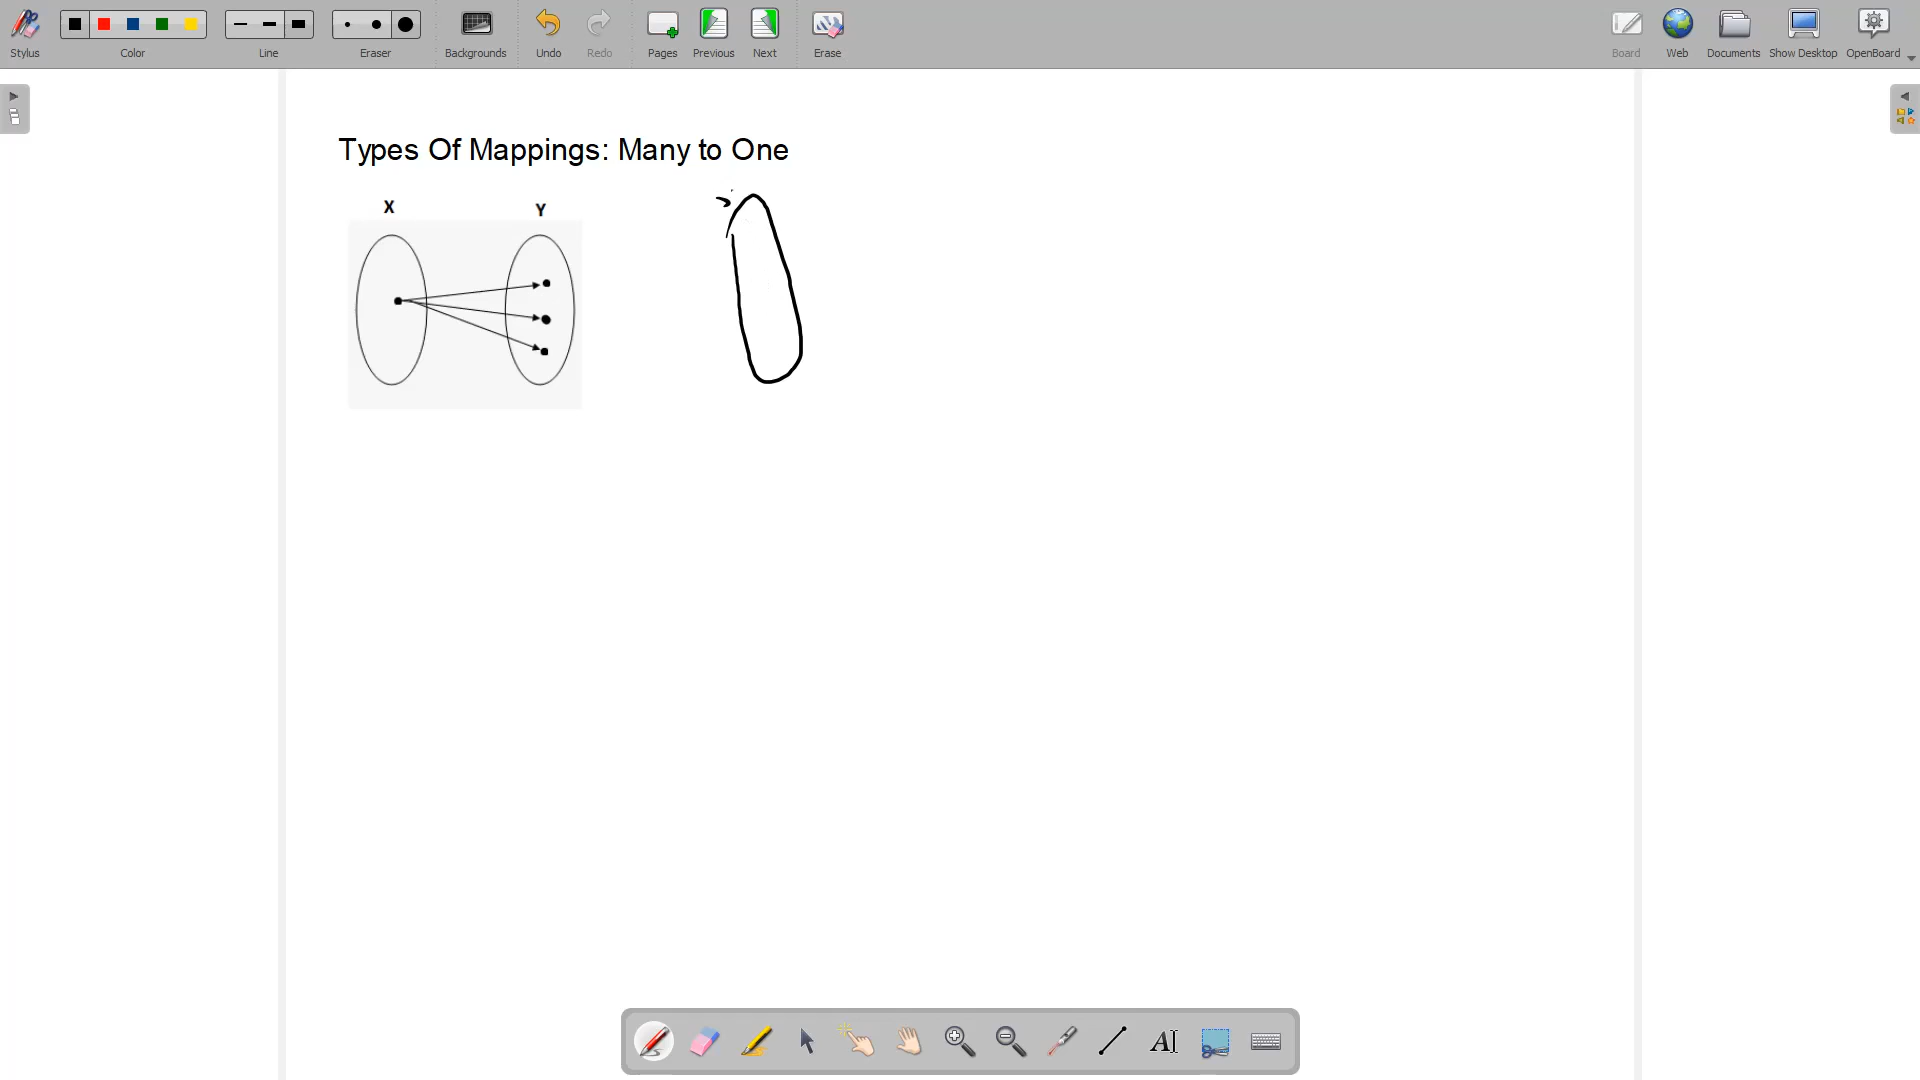 Stylus Color Line Eraser Backgrounds Undo Redo Pages Previous Next Erase Board Web Documents Show Desktop OpenBoard
Types Of Mappings: Many to One
X Y